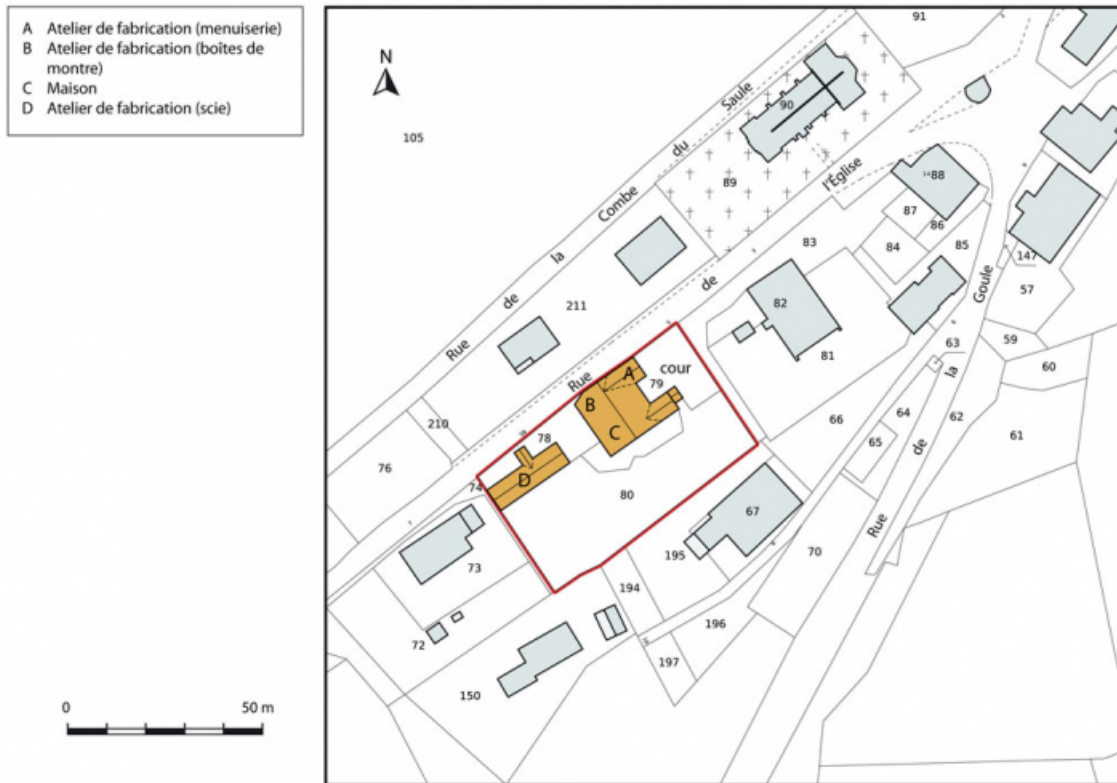 A Atelier de fabrication (menuiserie)
B Atelier de fabrication (boîtes de
montre)
C Maison
D Atelier de fabrication (scie)
N
0 50 m
91
105
90
89
Rue de la Combe du Saule
Rue de l'Église
88
87
86
84
85
83
147
57
211
82
81
63
59
60
Rue de la Goule
79
cour
A
B
C
78
D
74
80
210
76
66
65
64
62
61
67
70
73
195
194
196
197
72
150